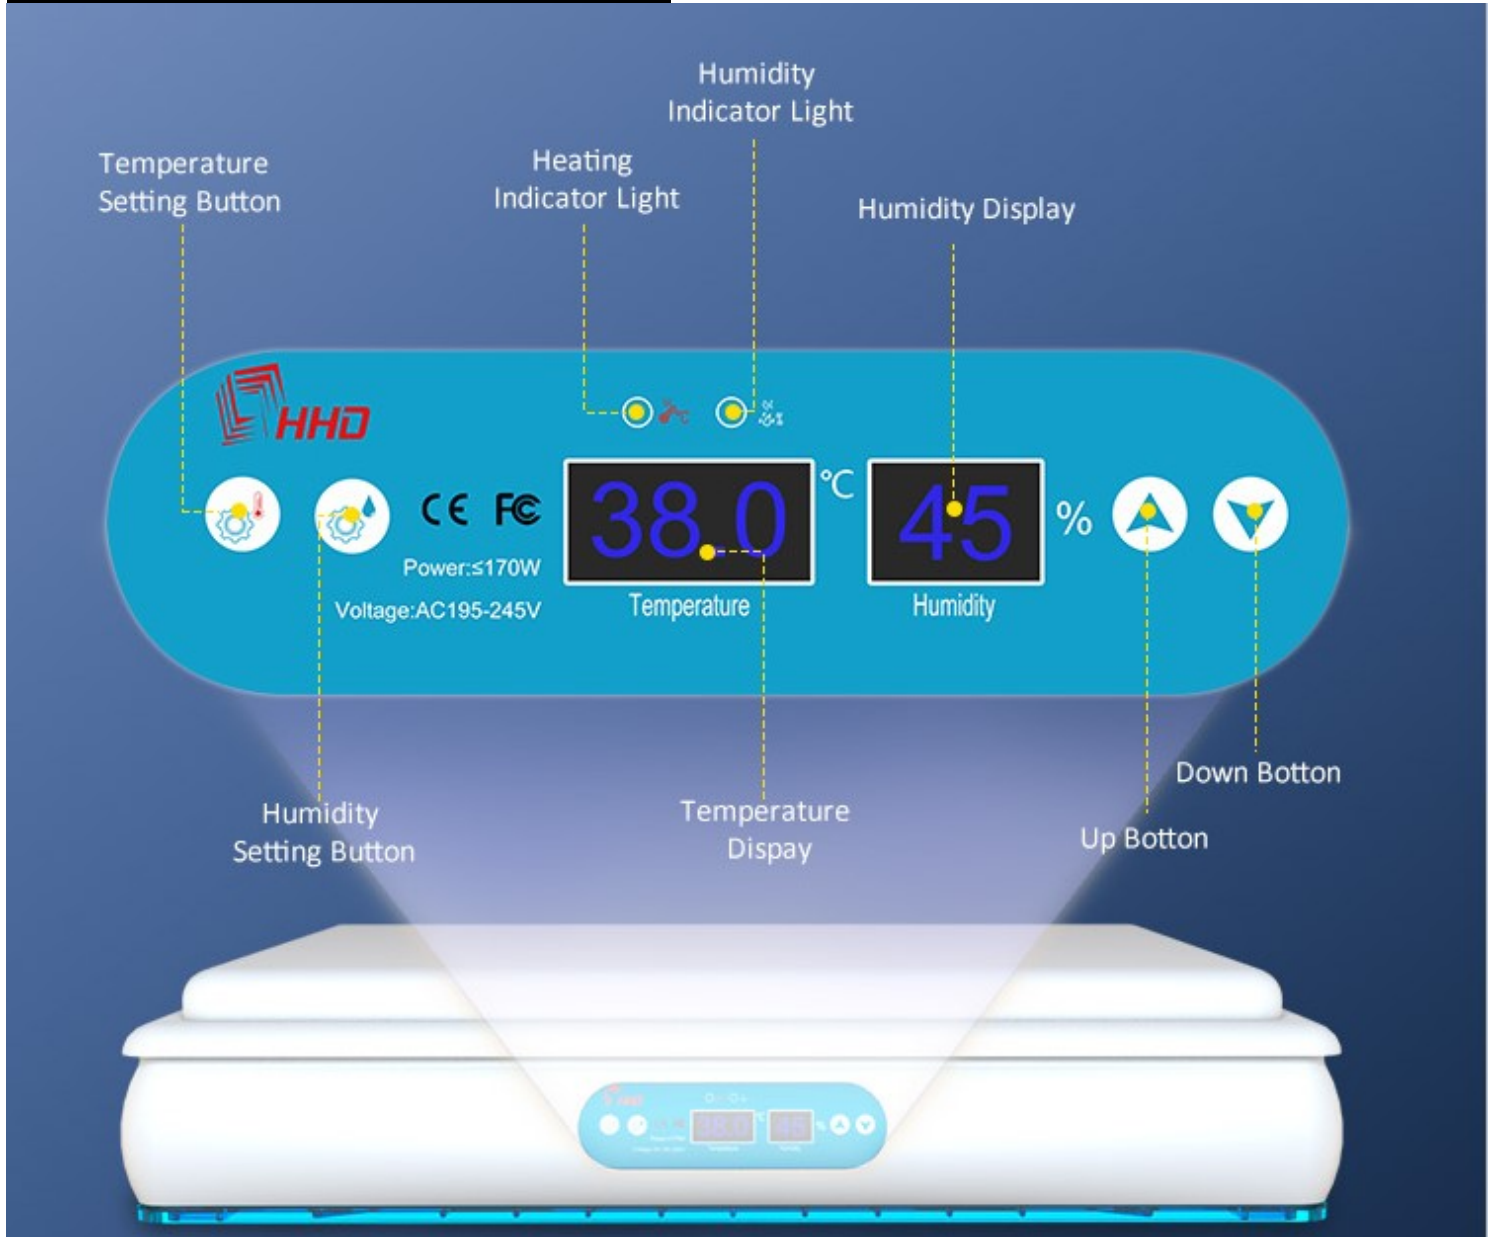 Humidity
Indicator Light
Temperature
Setting Button
Heating
Indicator Light
Humidity Display
HHD
CE FC
Power:≤170W
Voltage:AC195-245V
38.0
℃
Temperature
45
%
Humidity
Down Botton
Humidity
Setting Button
Temperature
Dispay
Up Botton